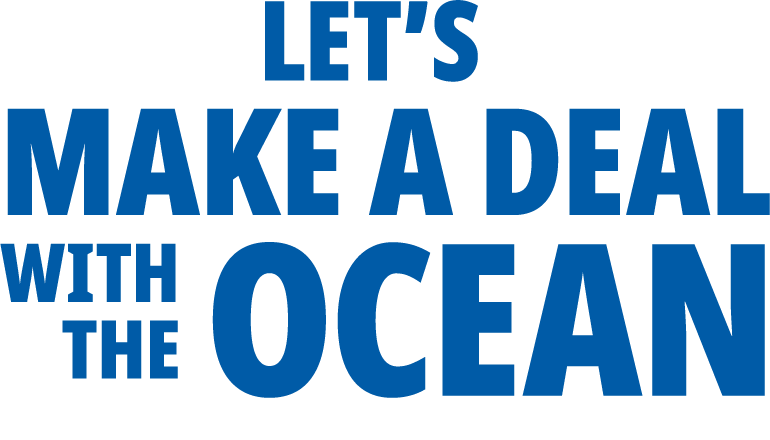 LET’S
MAKE A DEAL
WITH
THE
OCEAN